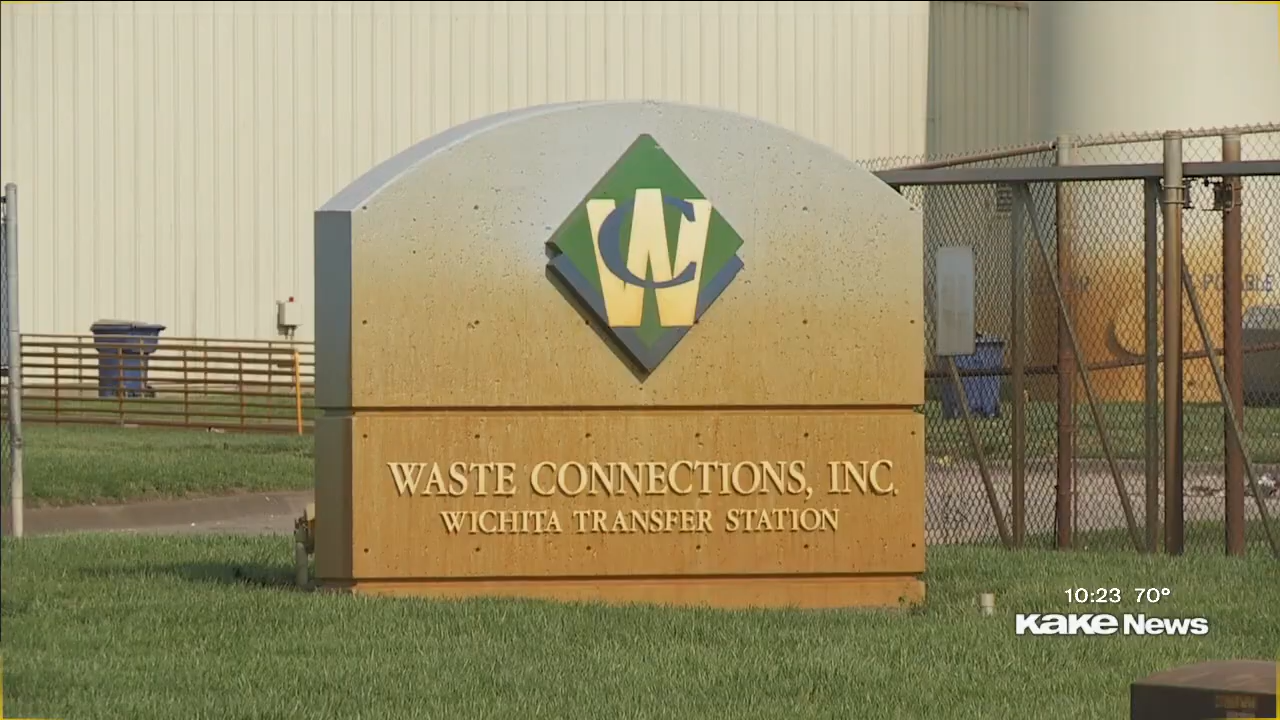 WC
WASTE CONNECTIONS, INC.
WICHITA TRANSFER STATION
10:23 70°
KAKE NEWS